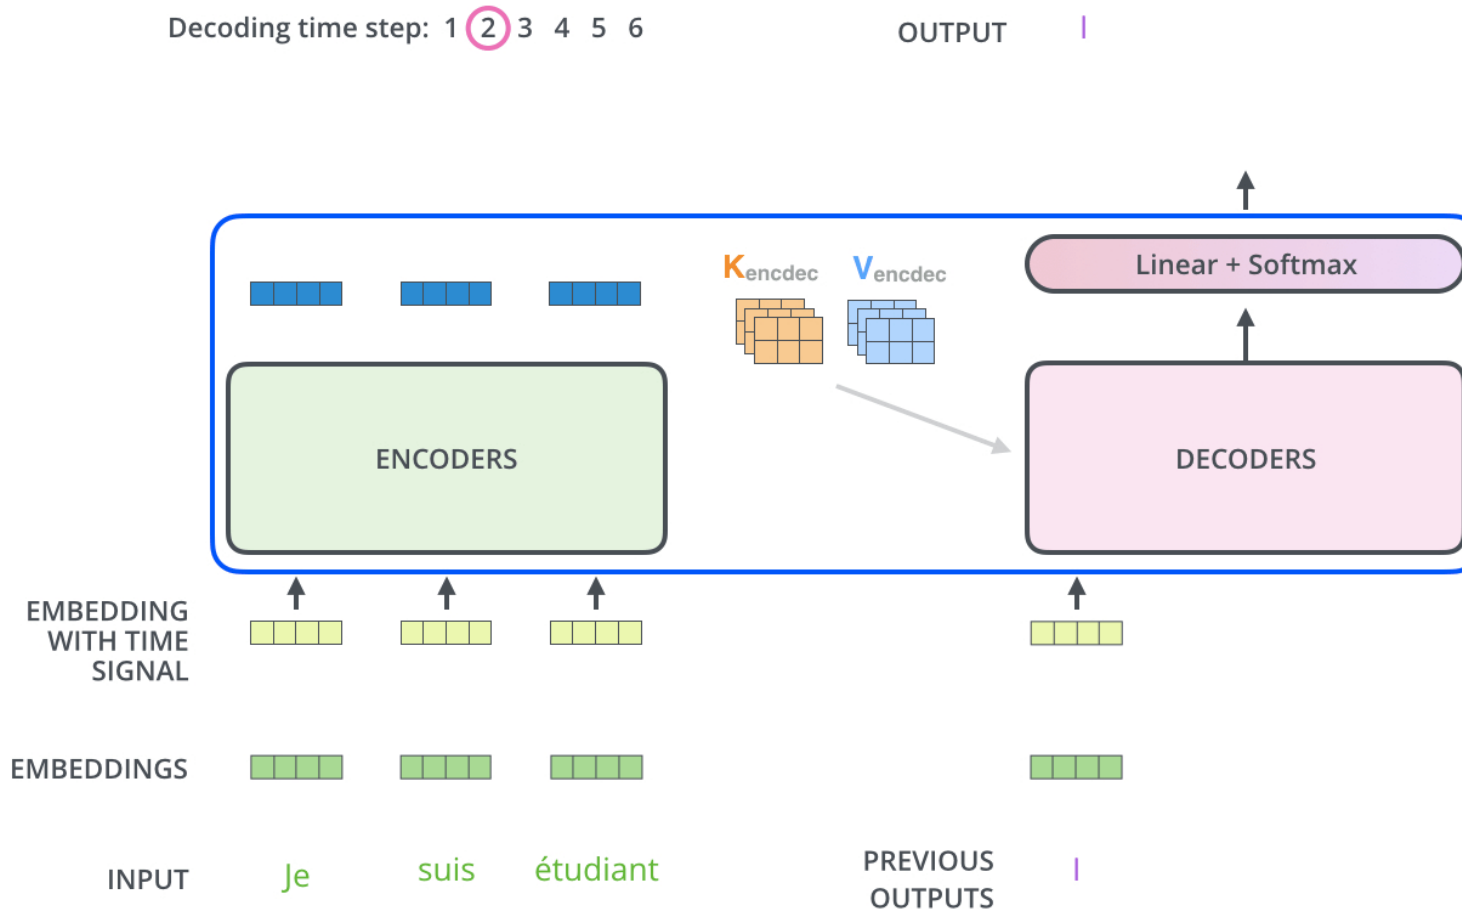 Decoding time step: 1 2 3 4 5 6
OUTPUT
I
Kencdec
Vencdec
Linear + Softmax
ENCODERS
DECODERS
EMBEDDING
WITH TIME
SIGNAL
EMBEDDINGS
INPUT
Je suis étudiant
PREVIOUS
OUTPUTS
I